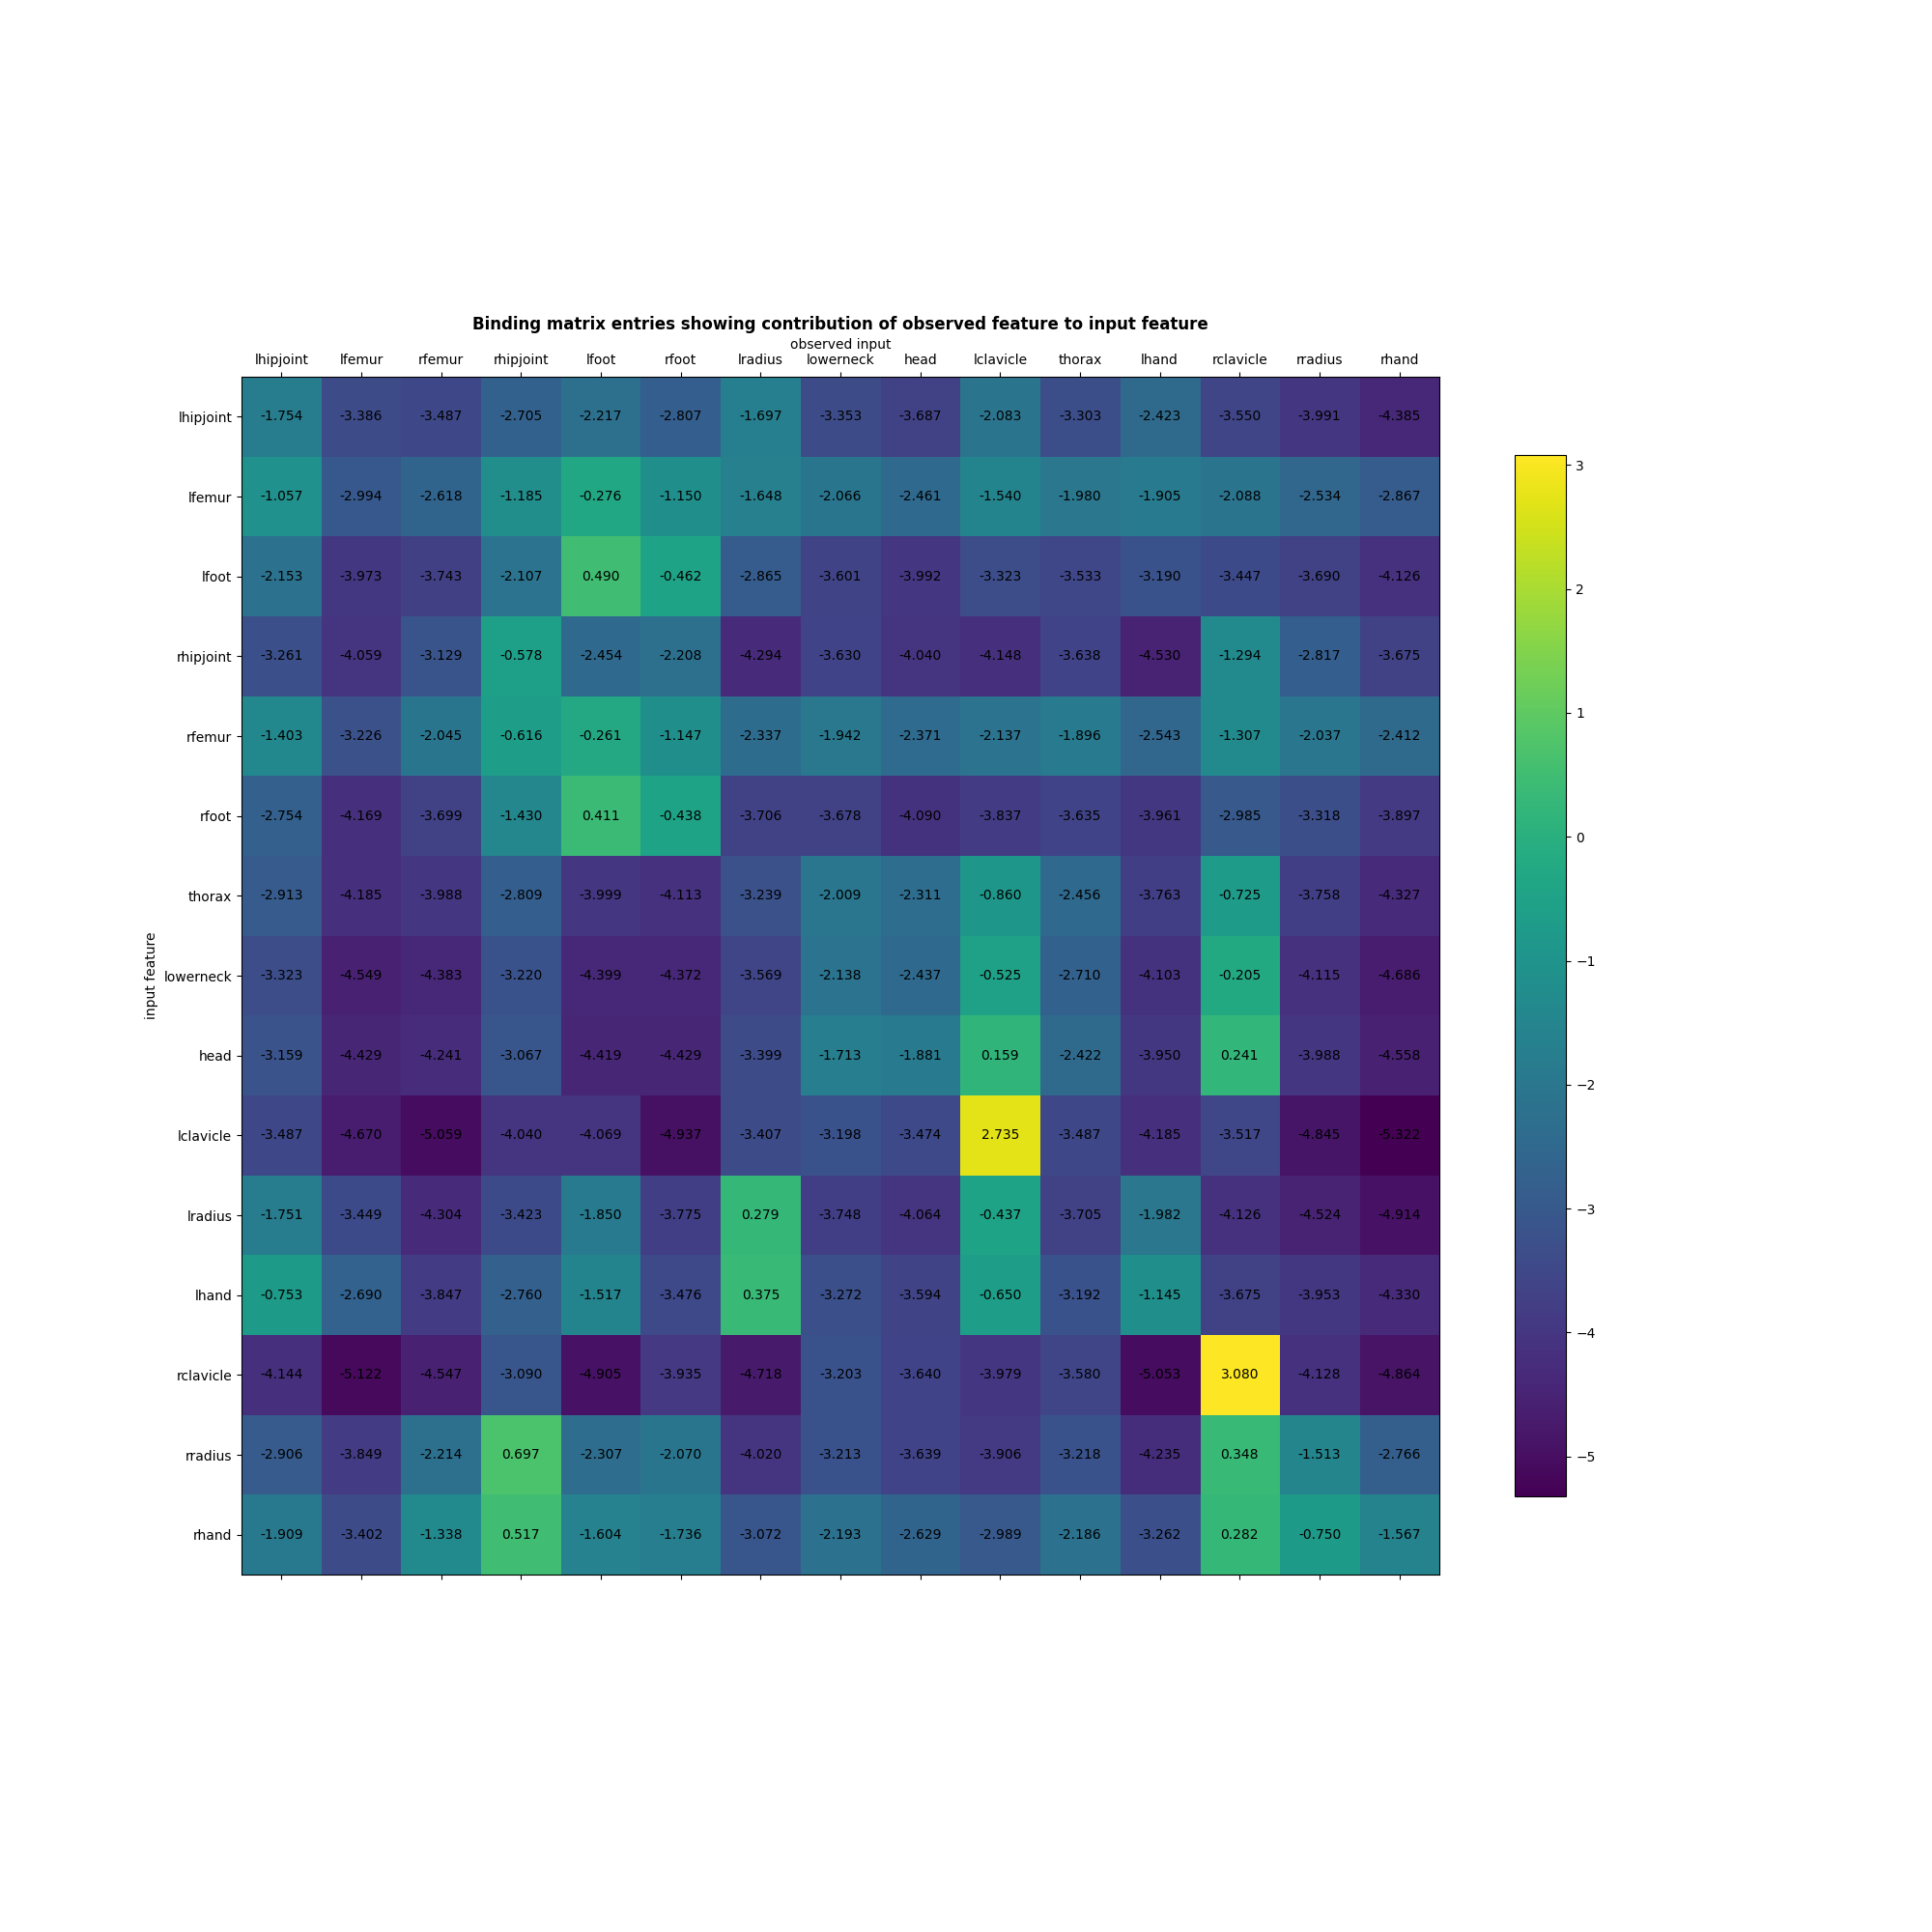 Binding matrix entries showing contribution of observed feature to input feature
observed input
lhipjoint lfemur rfemur rhipjoint lfoot rfoot lradius lowerneck head lclavicle thorax lhand rclavicle rradius rhand
lhipjoint -1.754 -3.386 -3.487 -2.705 -2.217 -2.807 -1.697 -3.353 -3.687 -2.083 -3.303 -2.423 -3.550 -3.991 -4.385
lfemur -1.057 -2.994 -2.618 -1.185 -0.276 -1.150 -1.648 -2.066 -2.461 -1.540 -1.980 -1.905 -2.088 -2.534 -2.867
lfoot -2.153 -3.973 -3.743 -2.107 0.490 -0.462 -2.865 -3.601 -3.992 -3.323 -3.533 -3.190 -3.447 -3.690 -4.126
rhipjoint -3.261 -4.059 -3.129 -0.578 -2.454 -2.208 -4.294 -3.630 -4.040 -4.148 -3.638 -4.530 -1.294 -2.817 -3.675
rfemur -1.403 -3.226 -2.045 -0.616 -0.261 -1.147 -2.337 -1.942 -2.371 -2.137 -1.896 -2.543 -1.307 -2.037 -2.412
rfoot -2.754 -4.169 -3.699 -1.430 0.411 -0.438 -3.706 -3.678 -4.090 -3.837 -3.635 -3.961 -2.985 -3.318 -3.897
thorax -2.913 -4.185 -3.988 -2.809 -3.999 -4.113 -3.239 -2.009 -2.311 -0.860 -2.456 -3.763 -0.725 -3.758 -4.327
lowerneck -3.323 -4.549 -4.383 -3.220 -4.399 -4.372 -3.569 -2.138 -2.437 -0.525 -2.710 -4.103 -0.205 -4.115 -4.686
head -3.159 -4.429 -4.241 -3.067 -4.419 -4.429 -3.399 -1.713 -1.881 0.159 -2.422 -3.950 0.241 -3.988 -4.558
lclavicle -3.487 -4.670 -5.059 -4.040 -4.069 -4.937 -3.407 -3.198 -3.474 2.735 -3.487 -4.185 -3.517 -4.845 -5.322
lradius -1.751 -3.449 -4.304 -3.423 -1.850 -3.775 0.279 -3.748 -4.064 -0.437 -3.705 -1.982 -4.126 -4.524 -4.914
lhand -0.753 -2.690 -3.847 -2.760 -1.517 -3.476 0.375 -3.272 -3.594 -0.650 -3.192 -1.145 -3.675 -3.953 -4.330
rclavicle -4.144 -5.122 -4.547 -3.090 -4.905 -3.935 -4.718 -3.203 -3.640 -3.979 -3.580 -5.053 3.080 -4.128 -4.864
rradius -2.906 -3.849 -2.214 0.697 -2.307 -2.070 -4.020 -3.213 -3.639 -3.906 -3.218 -4.235 0.348 -1.513 -2.766
rhand -1.909 -3.402 -1.338 0.517 -1.604 -1.736 -3.072 -2.193 -2.629 -2.989 -2.186 -3.262 0.282 -0.750 -1.567
input feature
3
2
1
0
−1
−2
−3
−4
−5